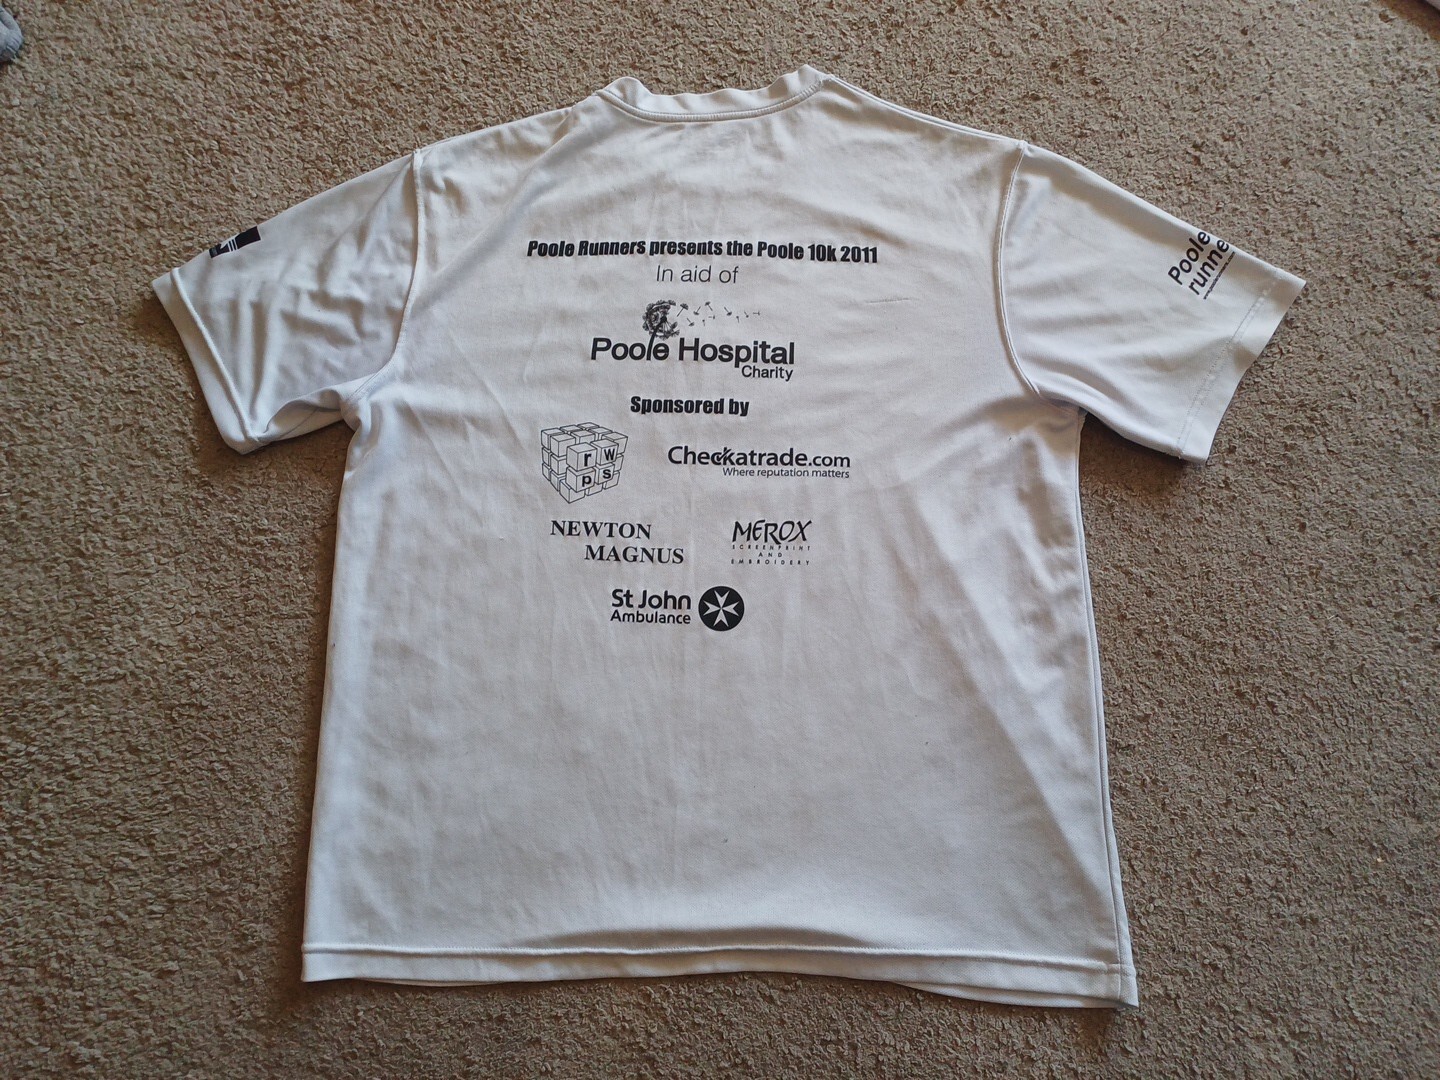 Poole Runners presents the Poole 10k 2011
In aid of
Poole Hospital
Charity
Sponsored by
r w
p s
Checkatrade.com
Where reputation matters
NEWTON
MAGNUS
MEROX
SCREENPRINT
AND
EMBROIDERY
St John
Ambulance
Poole
runne